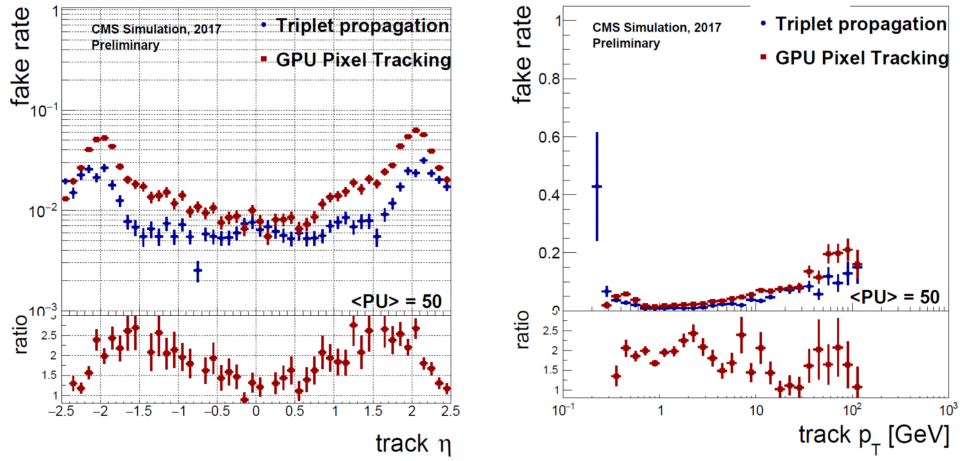 fake rate
CMS Simulation, 2017
Preliminary
Triplet propagation
GPU Pixel Tracking
1
10⁻¹
10⁻²
10⁻³
<PU> = 50
ratio
2.5
2
1.5
1
−2.5 −2 −1.5 −1 −0.5 0 0.5 1 1.5 2 2.5
track η
fake rate
CMS Simulation, 2017
Preliminary
Triplet propagation
GPU Pixel Tracking
1
0.8
0.6
0.4
0.2
0
<PU> = 50
ratio
2.5
2
1.5
1
10⁻¹ 1 10 10² 10³
track p_T [GeV]